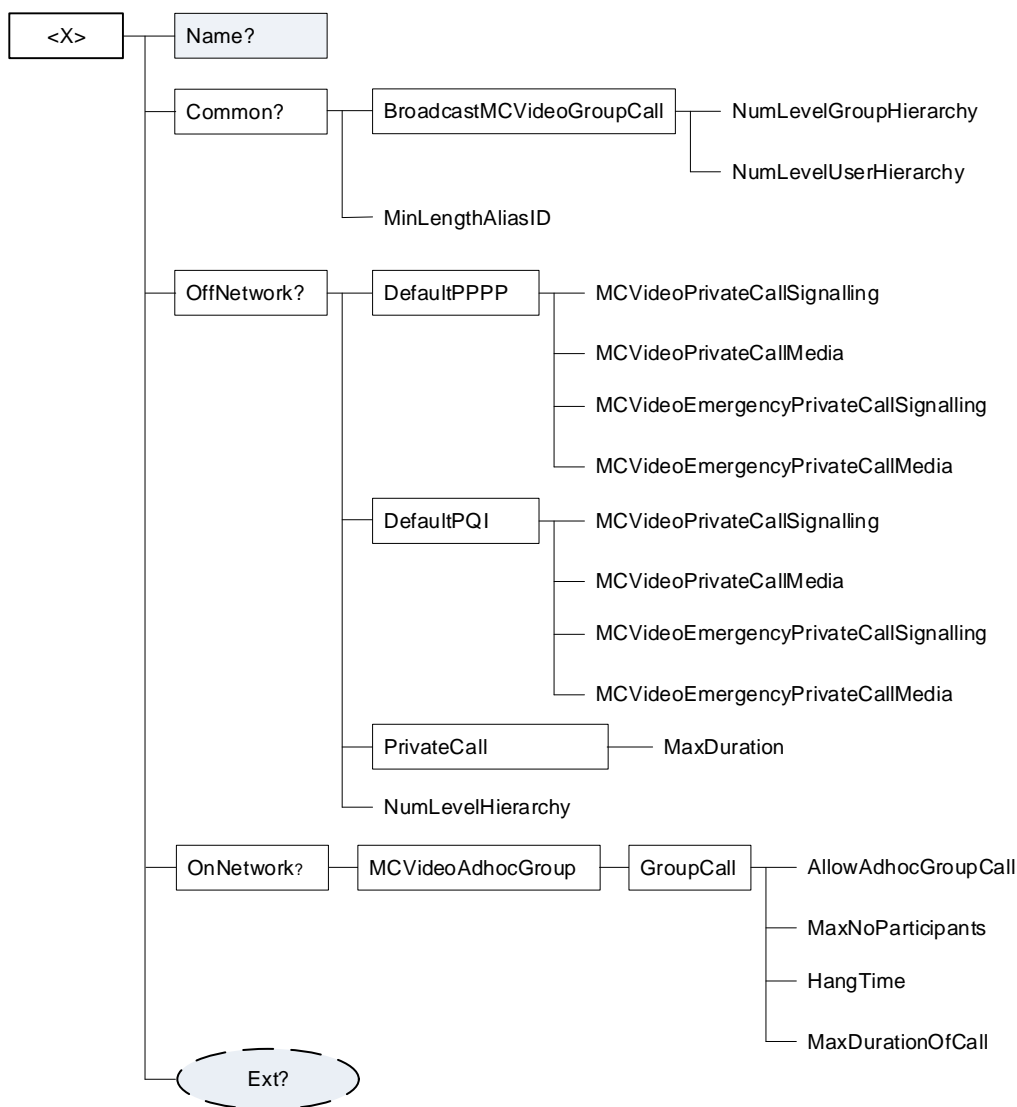 <X>
Name?
Common?
BroadcastMCVideoGroupCall
NumLevelGroupHierarchy
NumLevelUserHierarchy
MinLengthAliasID
OffNetwork?
DefaultPPPP
MCVideoPrivateCallSignalling
MCVideoPrivateCallMedia
MCVideoEmergencyPrivateCallSignalling
MCVideoEmergencyPrivateCallMedia
DefaultPQI
MCVideoPrivateCallSignalling
MCVideoPrivateCallMedia
MCVideoEmergencyPrivateCallSignalling
MCVideoEmergencyPrivateCallMedia
PrivateCall
MaxDuration
NumLevelHierarchy
OnNetwork?
MCVideoAdhocGroup
GroupCall
AllowAdhocGroupCall
MaxNoParticipants
HangTime
MaxDurationOfCall
Ext?